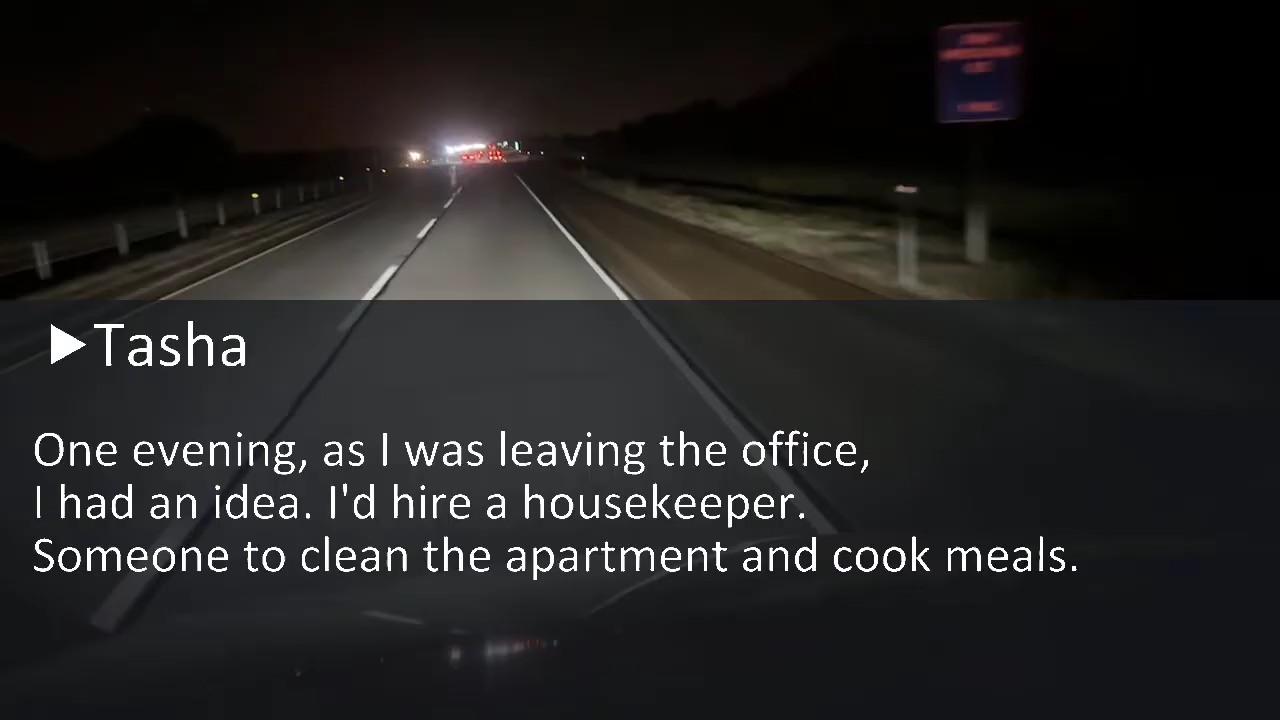 ▶Tasha
One evening, as I was leaving the office,
I had an idea. I'd hire a housekeeper.
Someone to clean the apartment and cook meals.